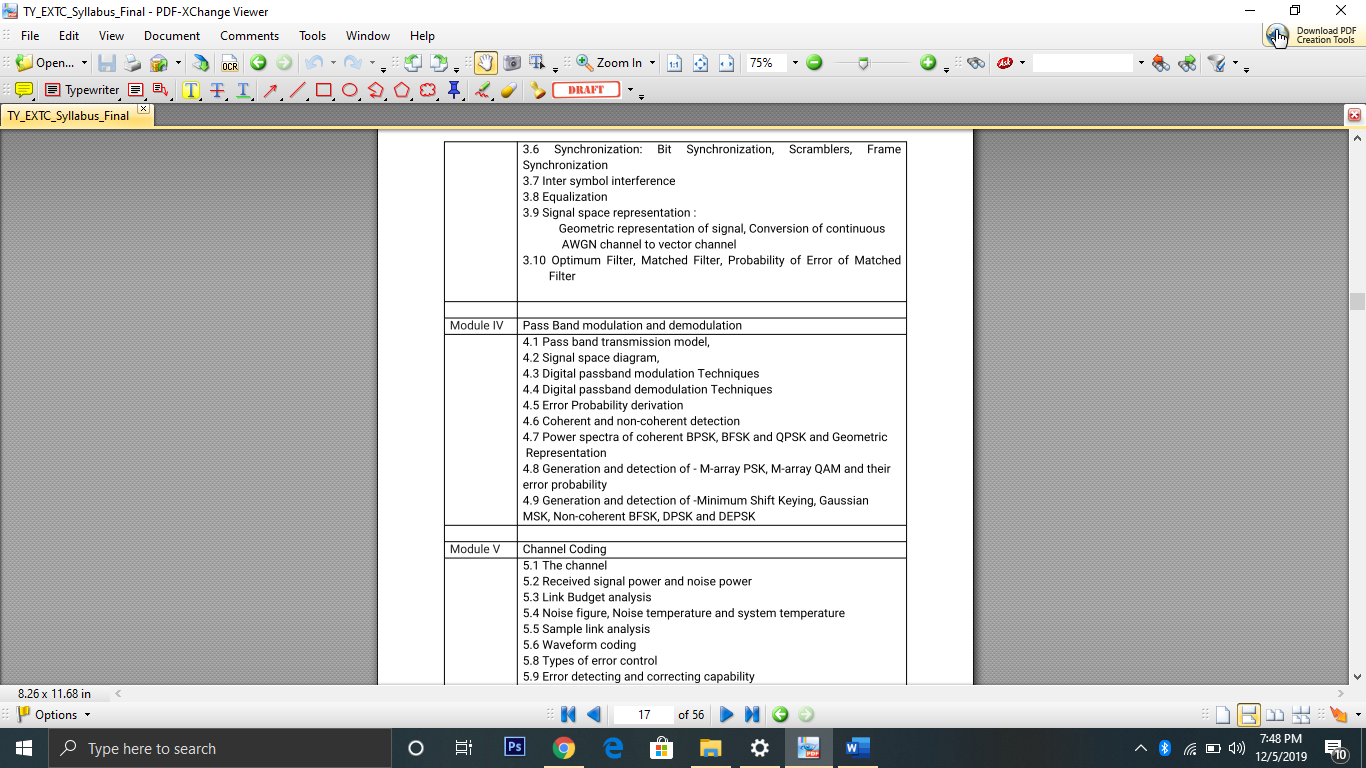 TY_EXTC_Syllabus_Final - PDF-XChange Viewer
File Edit View Document Comments Tools Window Help
Download PDF
Creation Tools
Open... OCR Zoom In 1:1 75%
Typewriter T T T DRAFT
TY_EXTC_Syllabus_Final
3.6 Synchronization: Bit Synchronization, Scramblers, Frame
Synchronization
3.7 Inter symbol interference
3.8 Equalization
3.9 Signal space representation :
Geometric representation of signal, Conversion of continuous
AWGN channel to vector channel
3.10 Optimum Filter, Matched Filter, Probability of Error of Matched
Filter
Module IV Pass Band modulation and demodulation
4.1 Pass band transmission model,
4.2 Signal space diagram,
4.3 Digital passband modulation Techniques
4.4 Digital passband demodulation Techniques
4.5 Error Probability derivation
4.6 Coherent and non-coherent detection
4.7 Power spectra of coherent BPSK, BFSK and QPSK and Geometric
Representation
4.8 Generation and detection of - M-array PSK, M-array QAM and their
error probability
4.9 Generation and detection of -Minimum Shift Keying, Gaussian
MSK, Non-coherent BFSK, DPSK and DEPSK
Module V Channel Coding
5.1 The channel
5.2 Received signal power and noise power
5.3 Link Budget analysis
5.4 Noise figure, Noise temperature and system temperature
5.5 Sample link analysis
5.6 Waveform coding
5.8 Types of error control
5.9 Error detecting and correcting capability
8.26 x 11.68 in
Options 17 of 56
Type here to search Ps PDF W 7:48 PM
12/5/2019 10